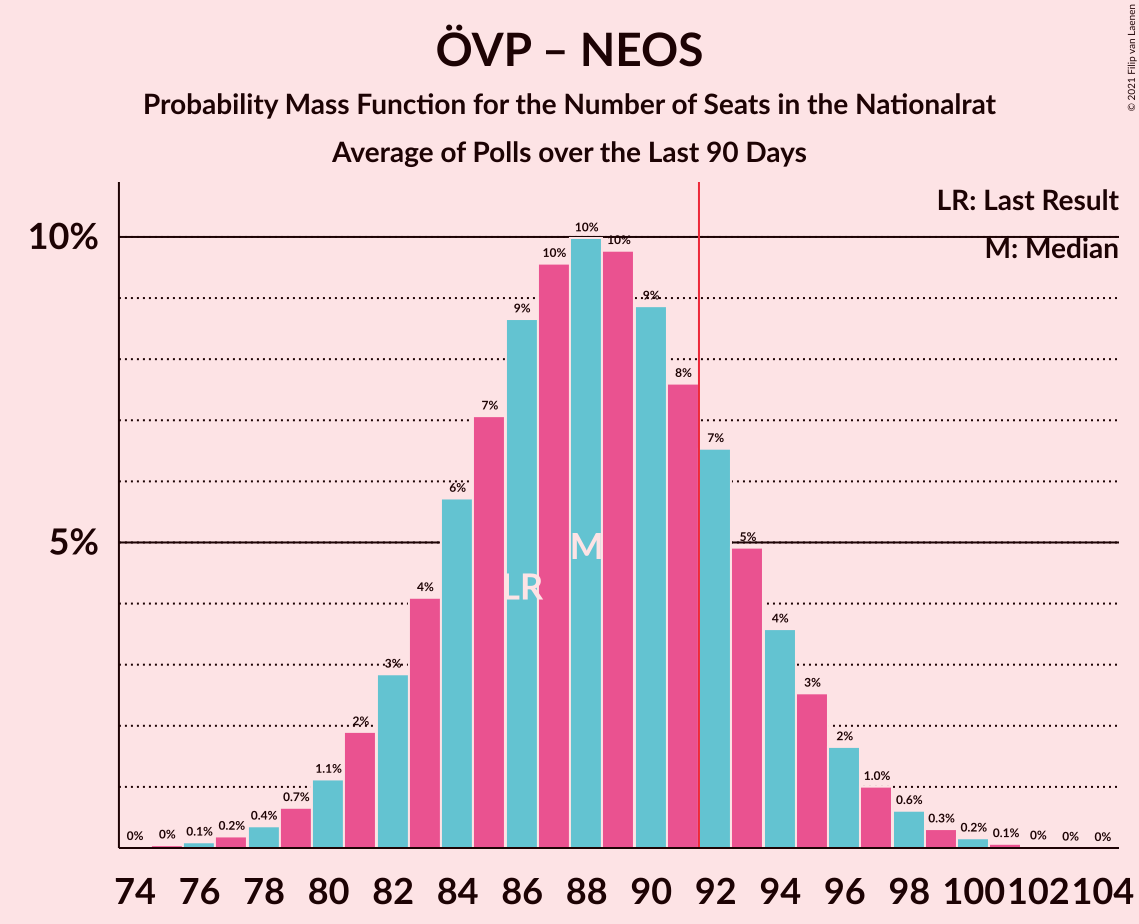 ÖVP – NEOS
Probability Mass Function for the Number of Seats in the Nationalrat
Average of Polls over the Last 90 Days
© 2021 Filip van Laenen
LR: Last Result
M: Median
10%
5%
0% 0% 0.1% 0.2% 0.4% 0.7% 1.1% 2% 3% 4% 6% 7% 9% 10% 10% 10% 9% 8% 7% 5% 4% 3% 2% 1.0% 0.6% 0.3% 0.2% 0.1% 0% 0% 0%
M
LR
74 76 78 80 82 84 86 88 90 92 94 96 98 100 102 104